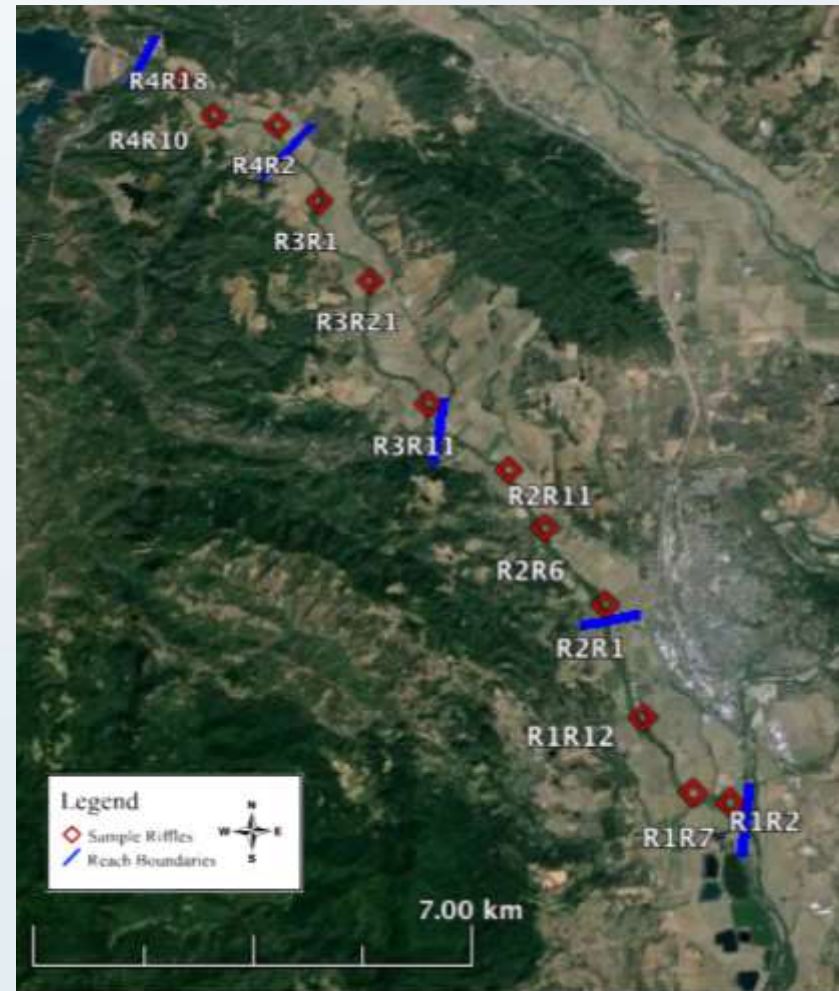 R4R18
R4R10
R4R2
R3R1
R3R21
R3R11
R2R11
R2R6
R2R1
R1R12
R1R2
R1R7
Legend
N
W E
S
Sample Riffles
Reach Boundaries
7.00 km